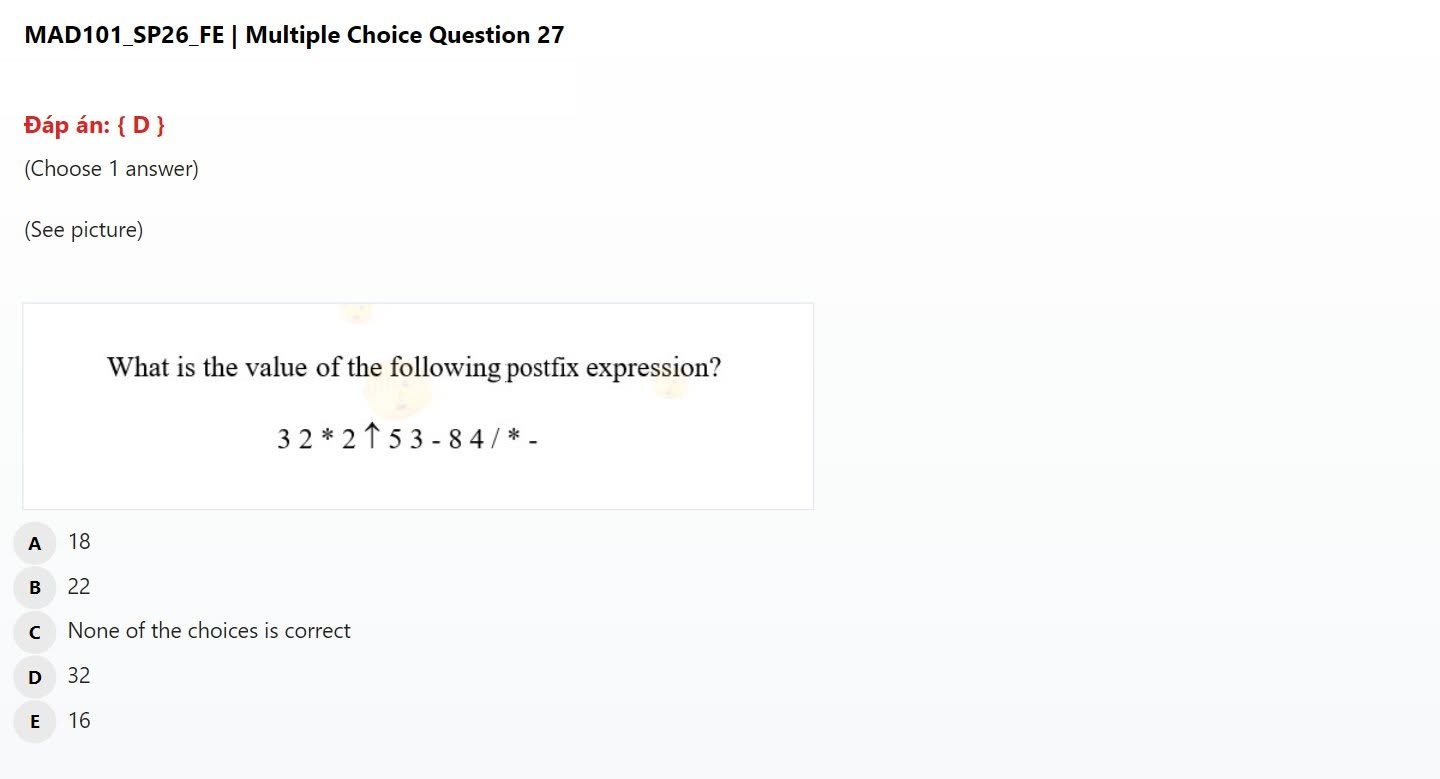 MAD101_SP26_FE | Multiple Choice Question 27
Đáp án: { D }
(Choose 1 answer)
(See picture)
What is the value of the following postfix expression?
3 2 * 2 ↑ 5 3 - 8 4 / * -
A 18
B 22
C None of the choices is correct
D 32
E 16